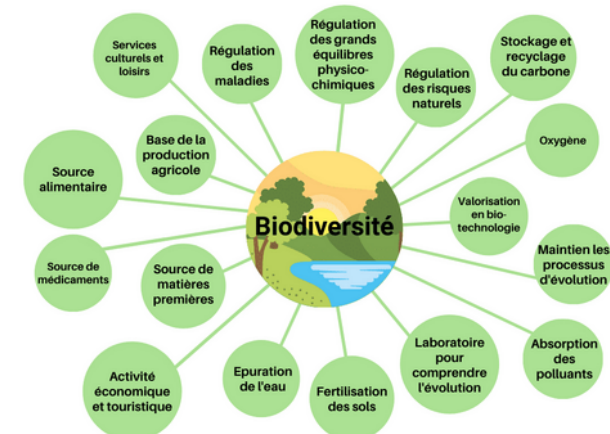 Services
culturels et
loisirs
Régulation
des
maladies
Régulation
des grands
équilibres
physico-
chimiques
Régulation
des risques
naturels
Stockage et
recyclage
du carbone
Source
alimentaire
Base de la
production
agricole
Oxygène
Biodiversité
Valorisation
en bio-
technologie
Source de
médicaments
Source de
matières
premières
Maintien les
processus
d'évolution
Activité
économique
et touristique
Epuration
de l'eau
Fertilisation
des sols
Laboratoire
pour
comprendre
l'évolution
Absorption
des
polluants